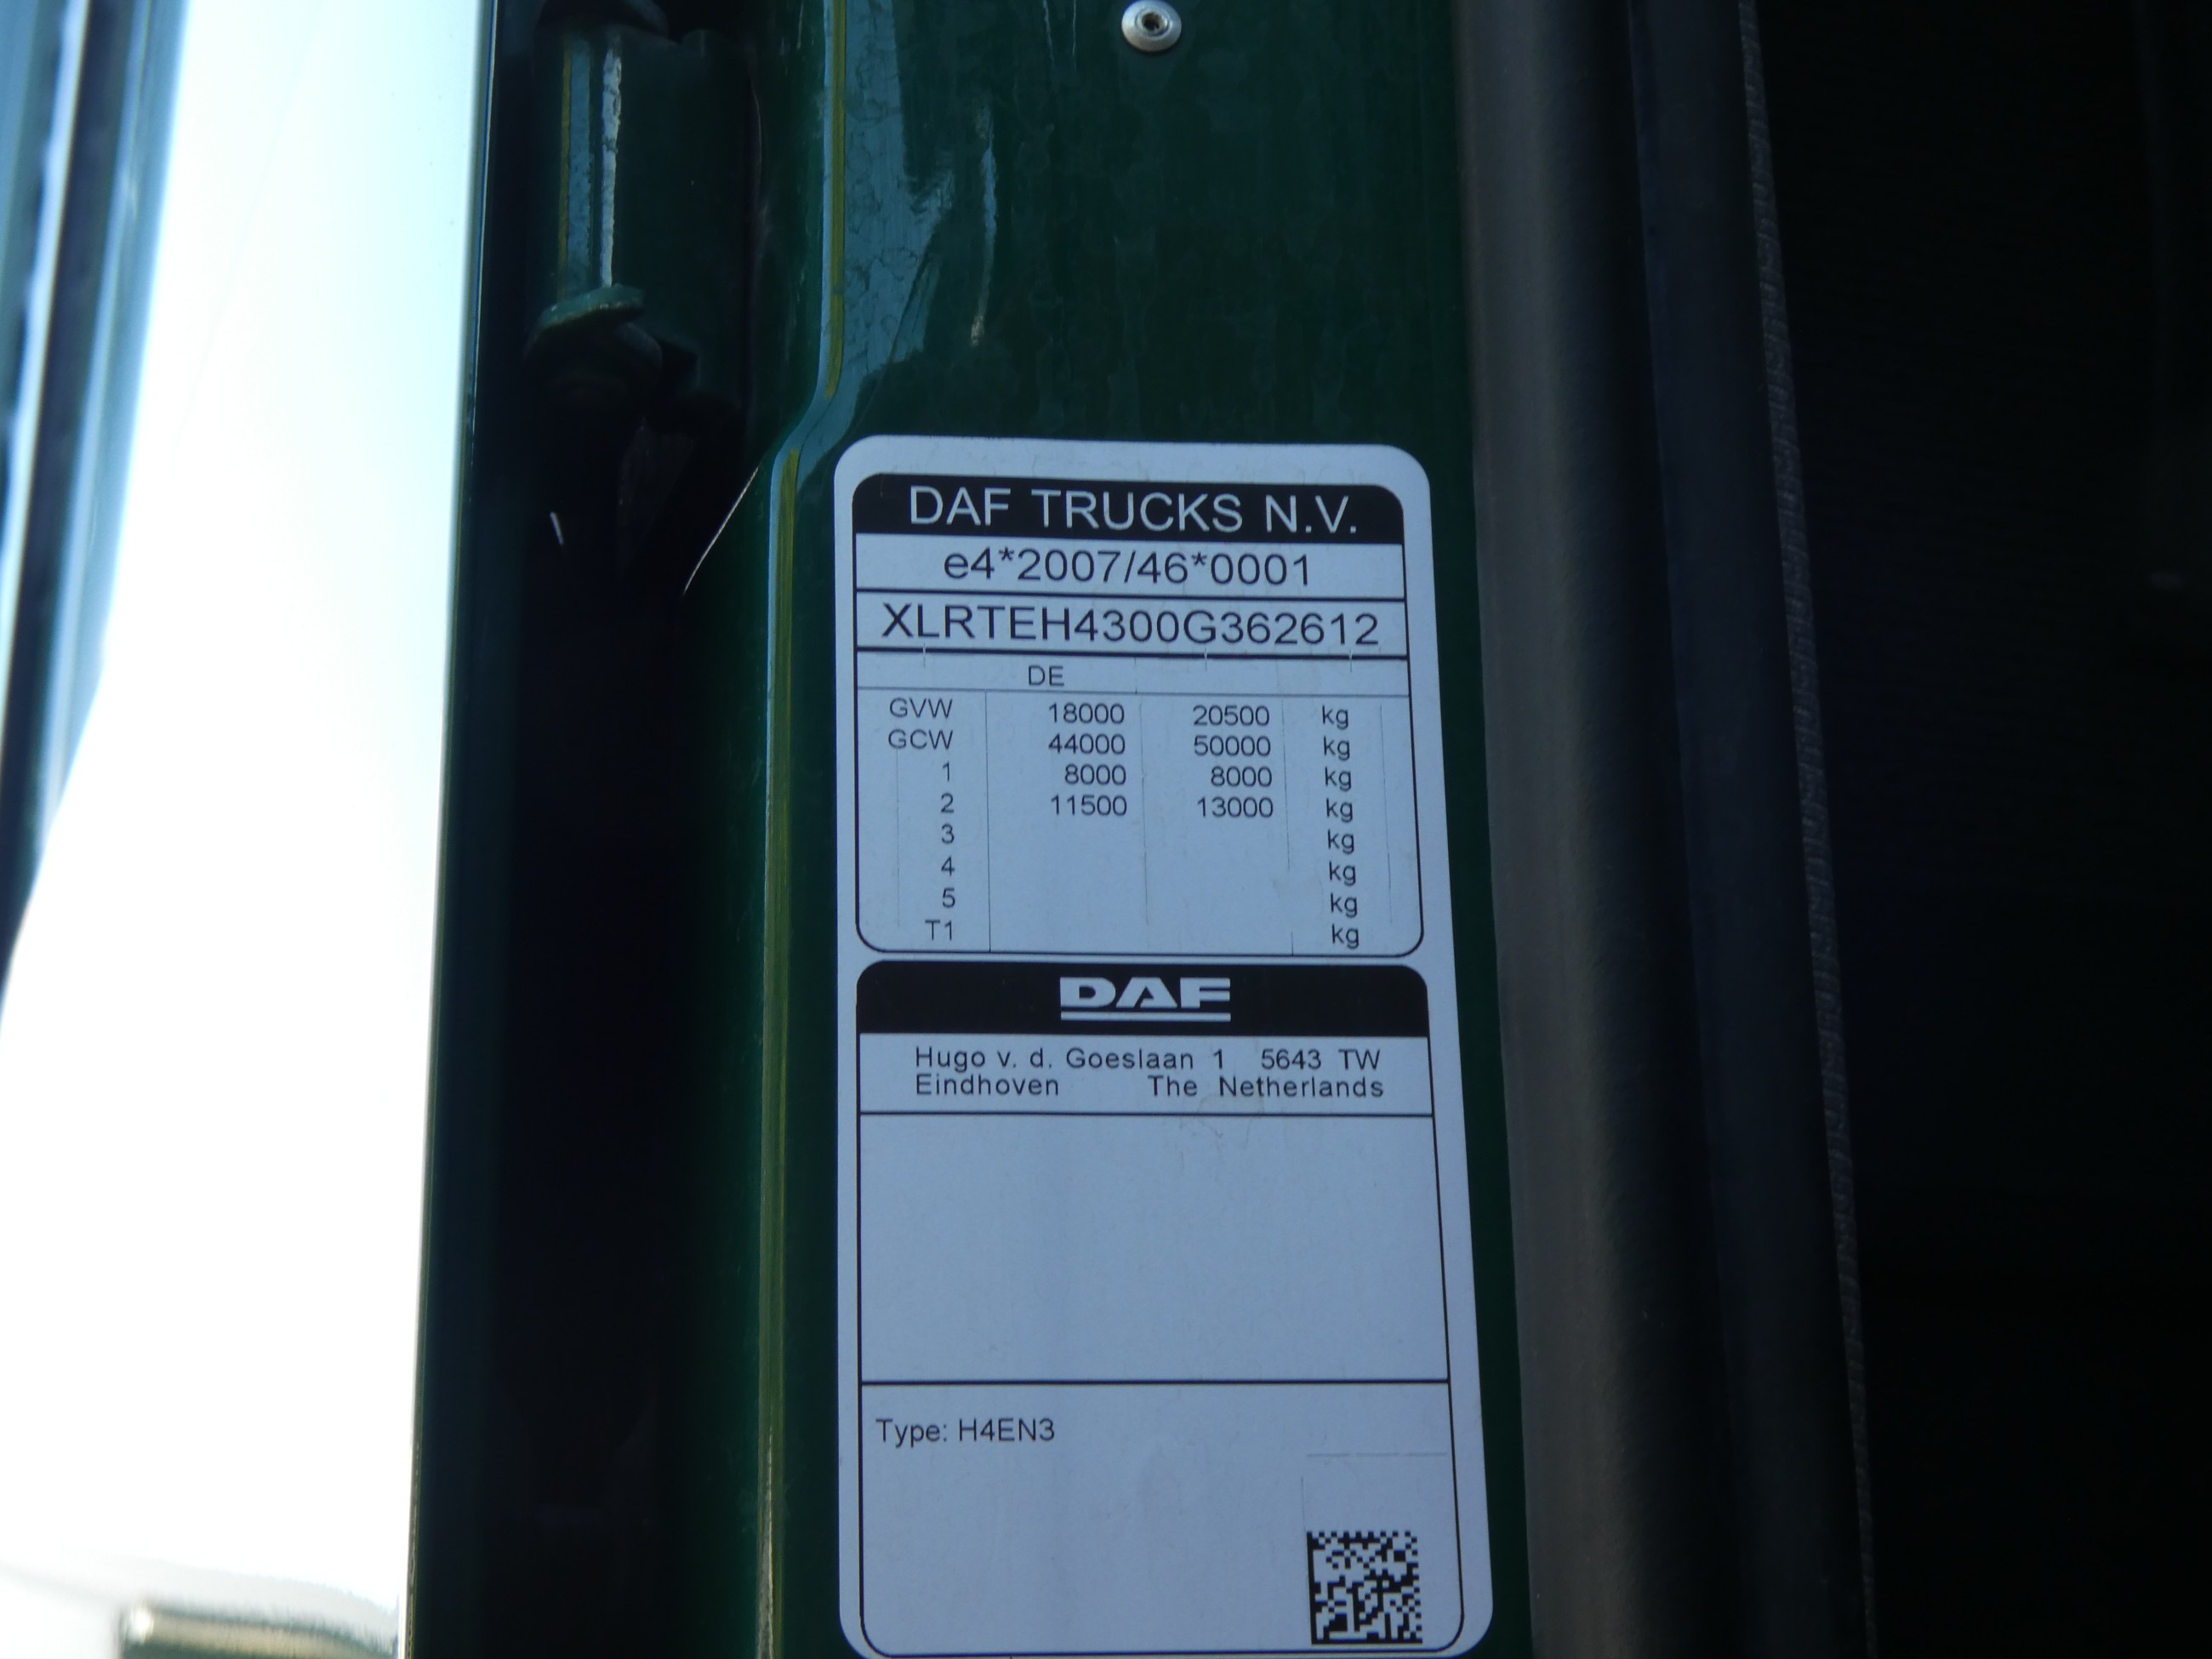 DAF TRUCKS N.V.
e4*2007/46*0001
XLRTEH4300G362612
DE
GVW 18000 20500 kg
GCW 44000 50000 kg
1 8000 8000 kg
2 11500 13000 kg
3 kg
4 kg
5 kg
T1 kg
DAF
Hugo v. d. Goeslaan 1 5643 TW
Eindhoven The Netherlands
Type: H4EN3